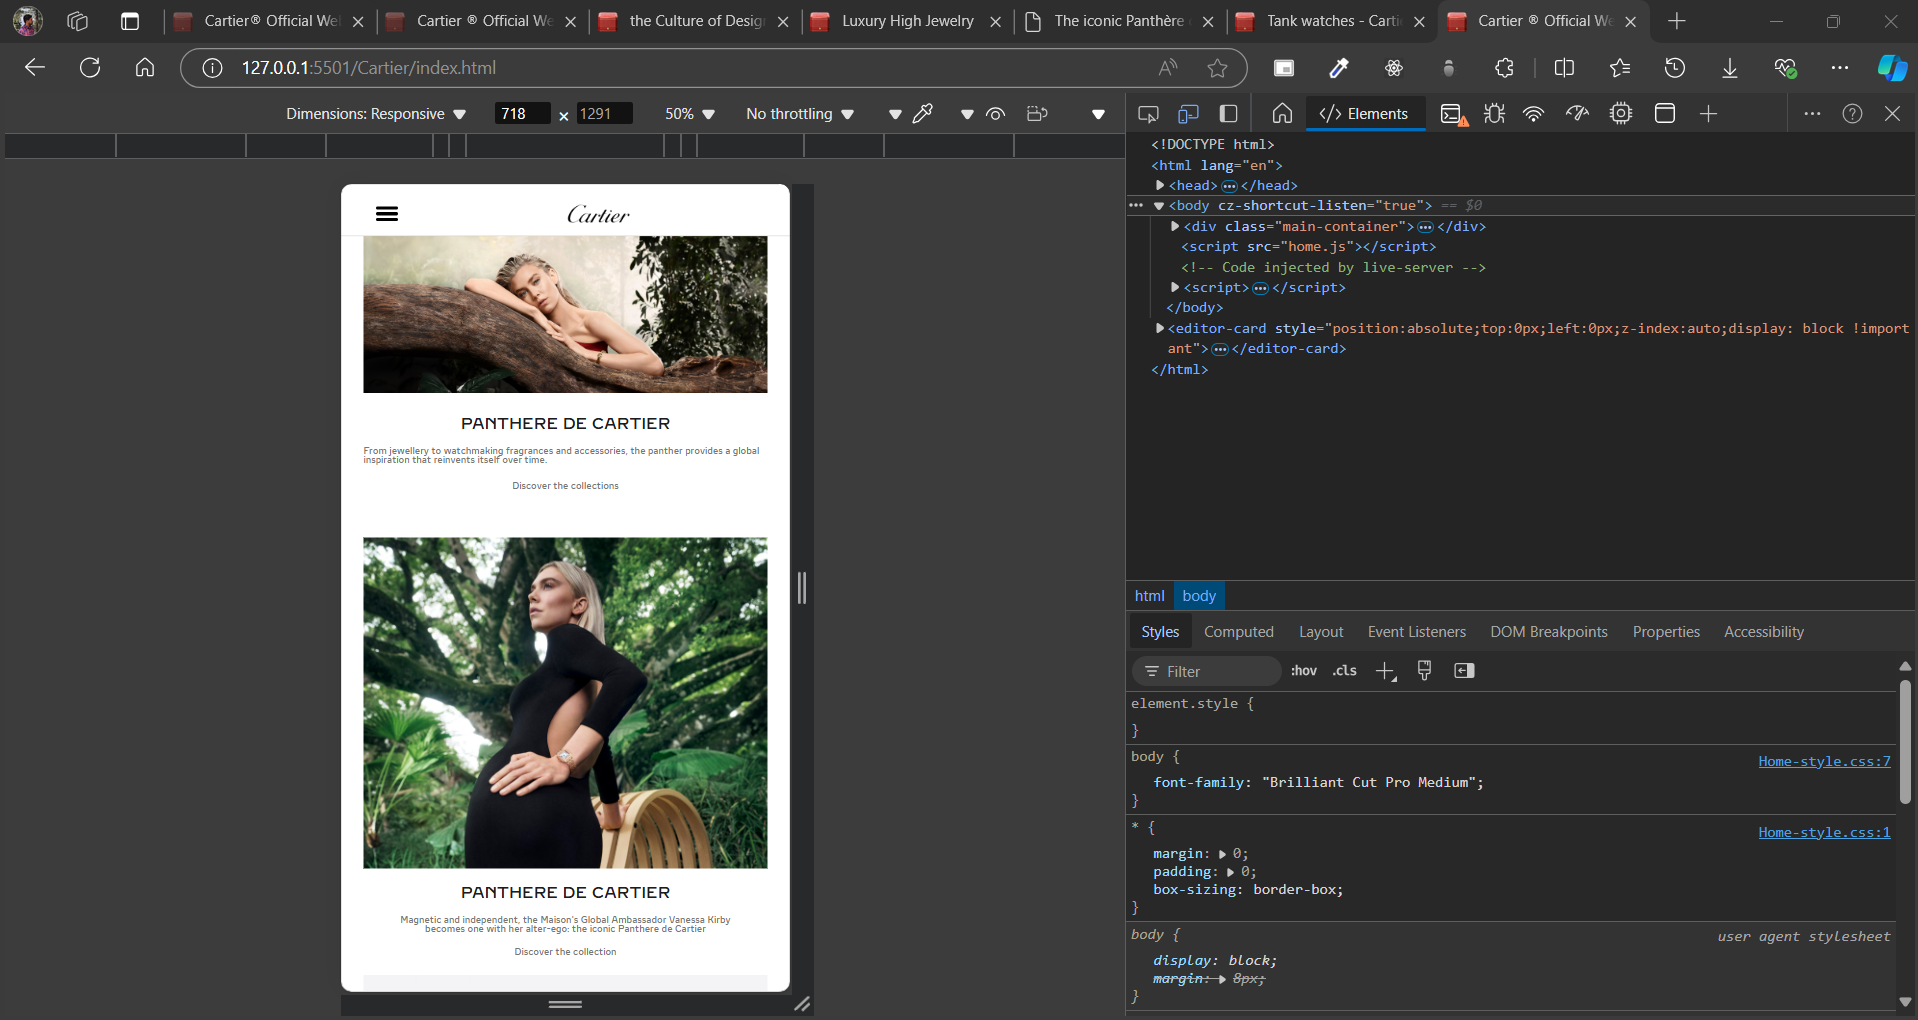 Cartier® Official We
Cartier ® Official We
the Culture of Desig
Luxury High Jewelry
The iconic Panthère
Tank watches - Carti
Cartier ® Official We
127.0.0.1:5501/Cartier/index.html
Dimensions: Responsive
718 × 1291
50%
No throttling
Elements
<!DOCTYPE html>
<html lang="en">
<head> ••• </head>
••• <body cz-shortcut-listen="true"> == $0
<div class="main-container"> ••• </div>
<script src="home.js"></script>
<!-- Code injected by live-server -->
<script> ••• </script>
</body>
<editor-card style="position:absolute;top:0px;left:0px;z-index:auto;display: block !import
ant"> ••• </editor-card>
</html>
Cartier
PANTHERE DE CARTIER
From jewellery to watchmaking fragrances and accessories, the panther provides a global
inspiration that reinvents itself over time.
Discover the collections
PANTHERE DE CARTIER
Magnetic and independent, the Maison's Global Ambassador Vanessa Kirby
becomes one with her alter-ego: the iconic Panthere de Cartier
Discover the collection
html body
Styles Computed Layout Event Listeners DOM Breakpoints Properties Accessibility
Filter :hov .cls
element.style {
}
body { Home-style.css:7
font-family: "Brilliant Cut Pro Medium";
}
* { Home-style.css:1
margin: 0;
padding: 0;
box-sizing: border-box;
}
body { user agent stylesheet
display: block;
margin: 8px;
}